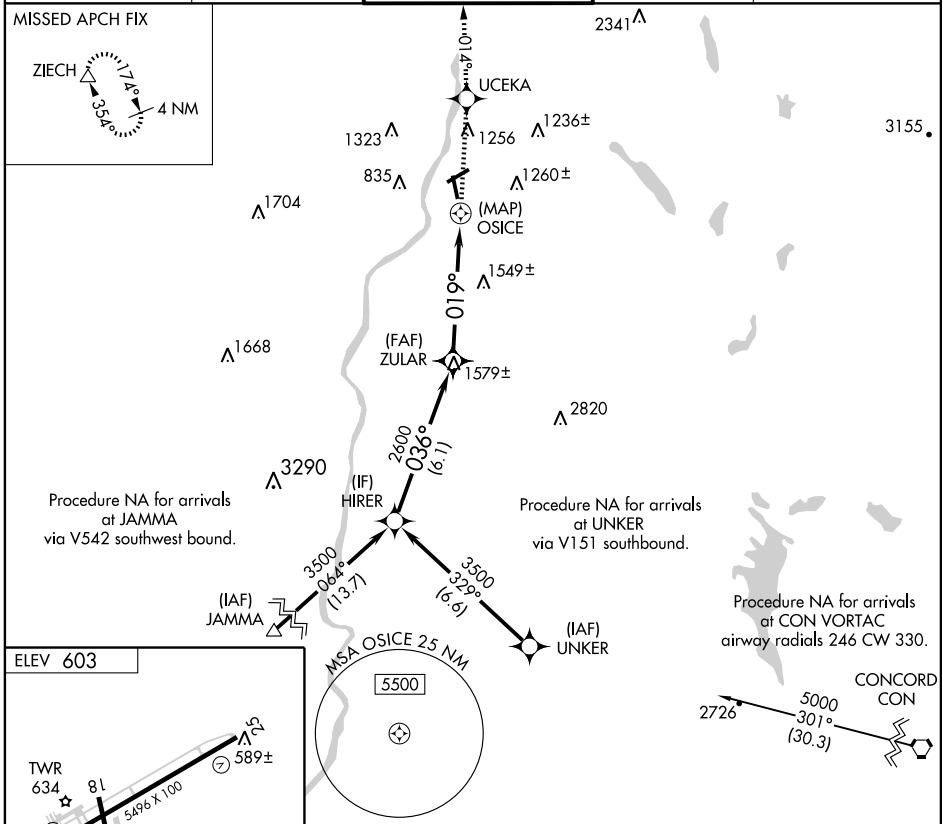 MISSED APCH FIX
ZIECH
174°
354°
4 NM
014°
UCEKA
2341
1323
1256
1236±
3155
835
1260±
1704
(MAP)
OSICE
1549±
019°
(FAF)
ZULAR
1668
1579±
2820
2600
036°
(6.1)
3290
(IF)
HIRER
Procedure NA for arrivals
at JAMMA
via V542 southwest bound.
Procedure NA for arrivals
at UNKER
via V151 southbound.
3500
064°
(13.7)
3500
329°
(6.6)
(IAF)
JAMMA
(IAF)
UNKER
Procedure NA for arrivals
at CON VORTAC
airway radials 246 CW 330.
MSA OSICE 25 NM
5500
CONCORD
CON
2726
5000
301°
(30.3)
ELEV 603
TWR
634
18
25
589±
5496 X 100